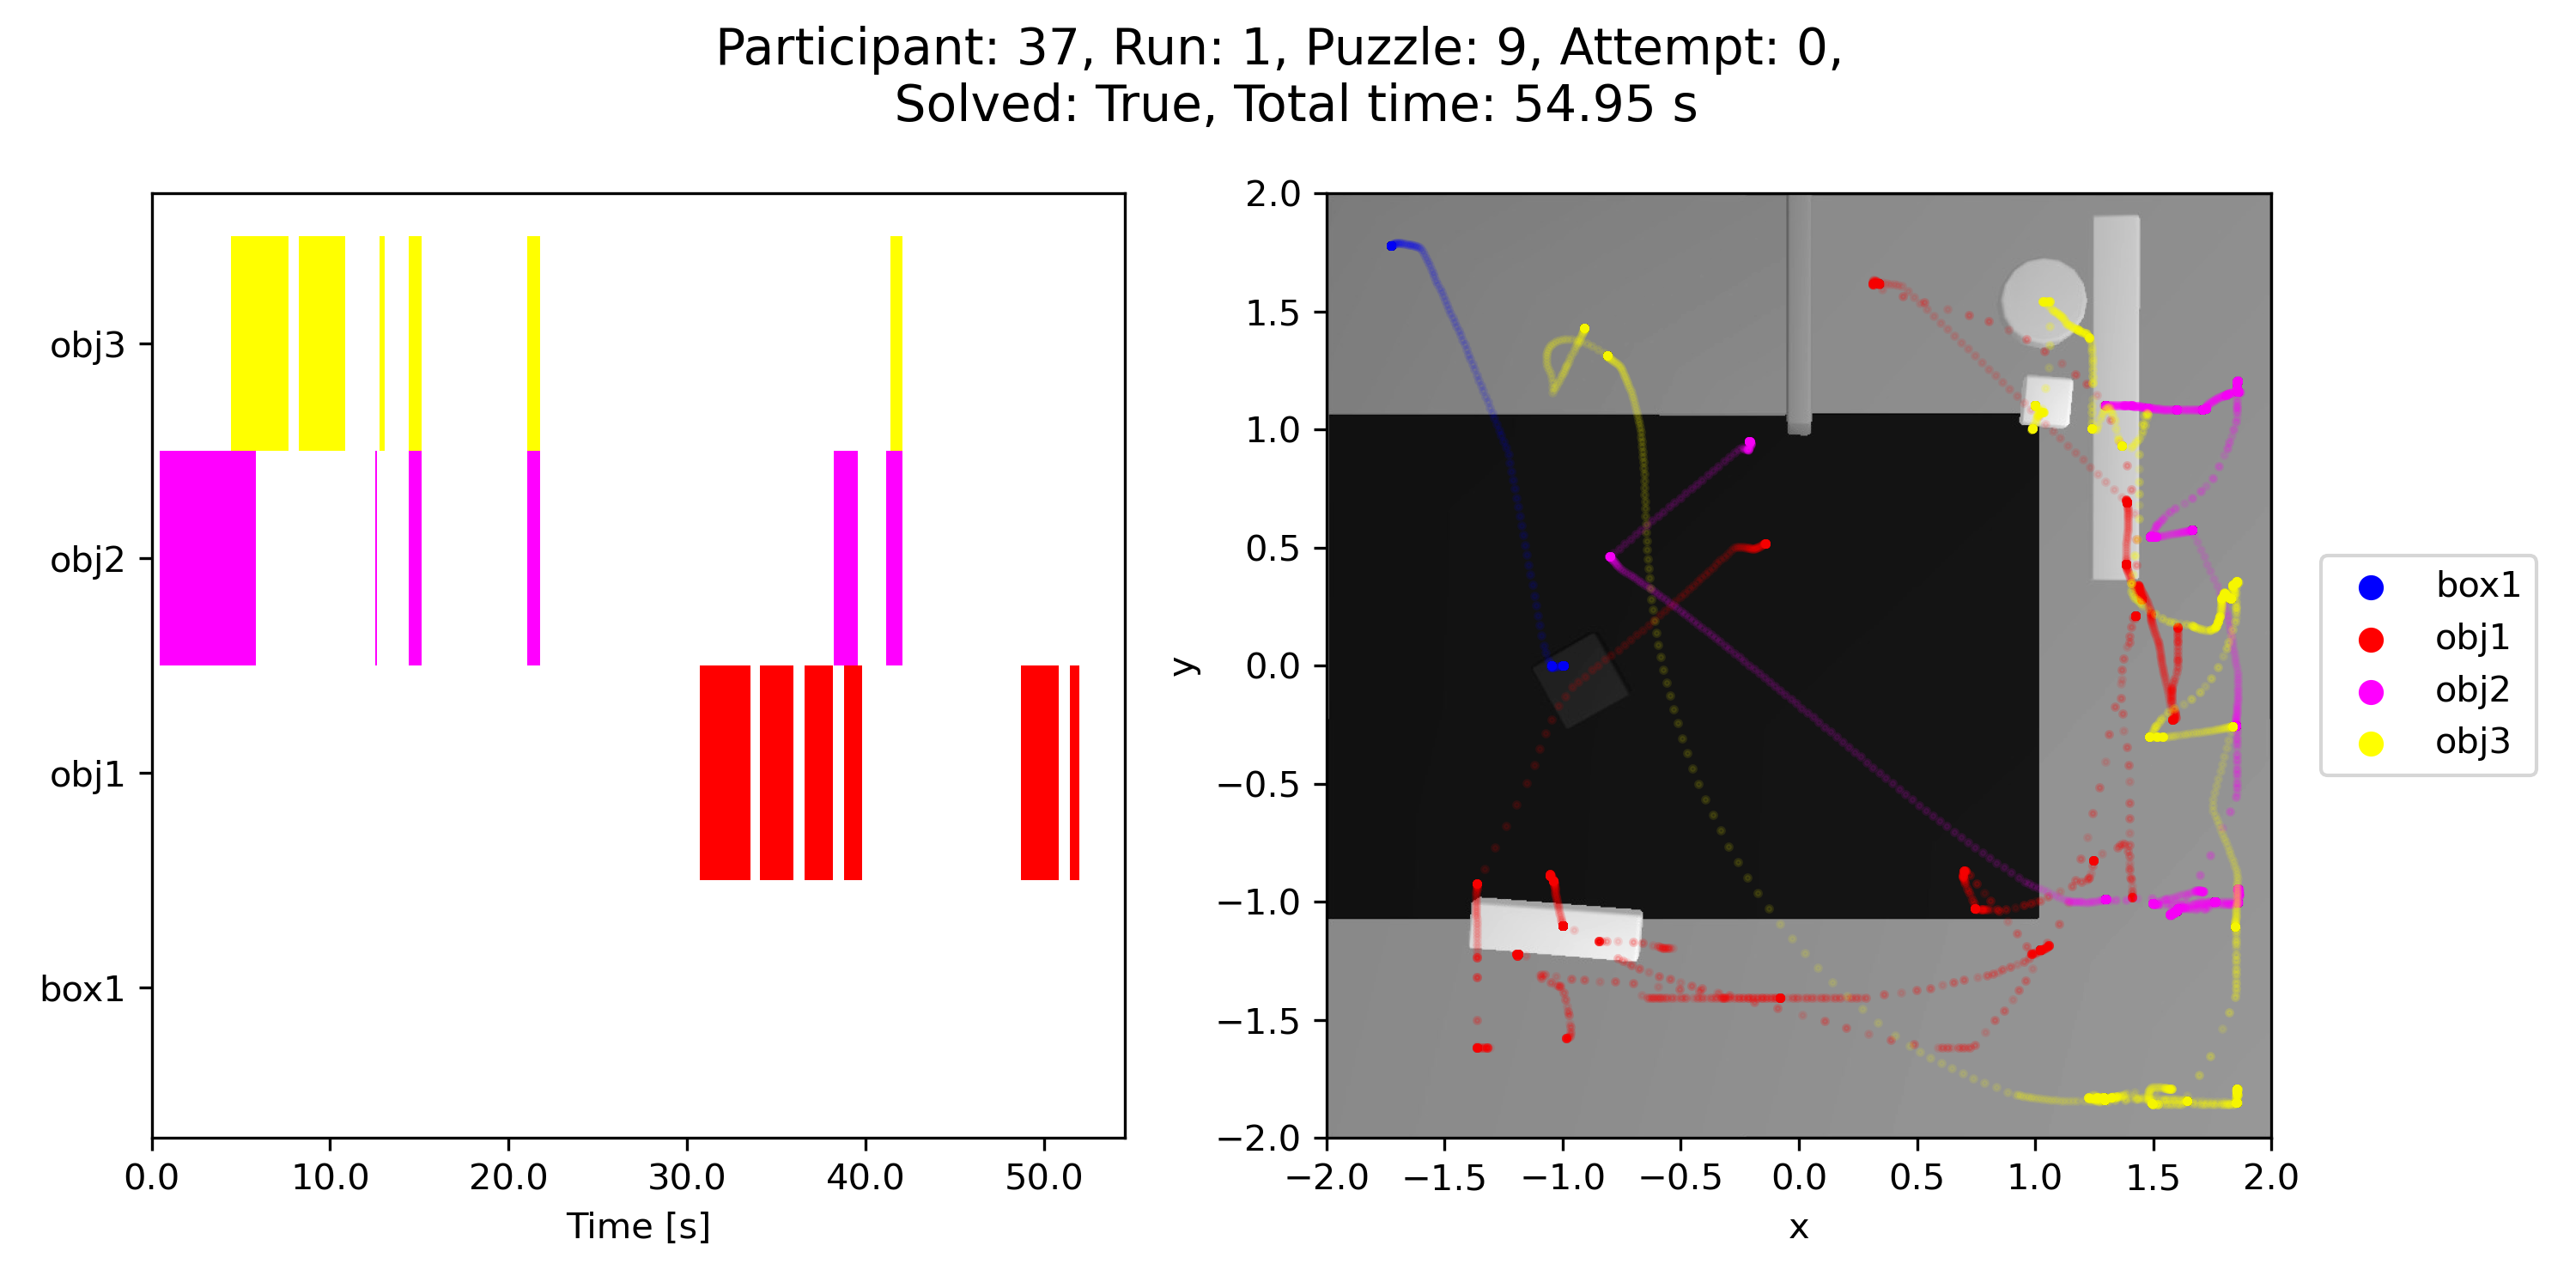 Participant: 37, Run: 1, Puzzle: 9, Attempt: 0,
Solved: True, Total time: 54.95 s
obj3
obj2
obj1
box1
0.0 10.0 20.0 30.0 40.0 50.0
Time [s]
2.0
1.5
1.0
0.5
0.0
−0.5
−1.0
−1.5
−2.0
y
−2.0 −1.5 −1.0 −0.5 0.0 0.5 1.0 1.5 2.0
x
box1
obj1
obj2
obj3